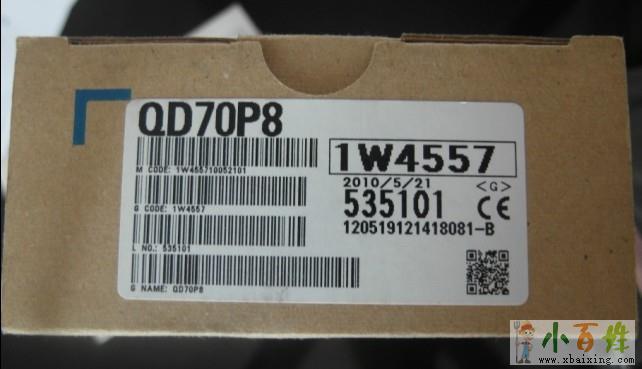 QD70P8
M CODE: 1W455710052101
1W4557
2010/5/21
<G>
G CODE: 1W4557
535101
CE
120519121418081-B
L NO.: 535101
G NAME: QD70P8
小百姓
www.xbaixing.com